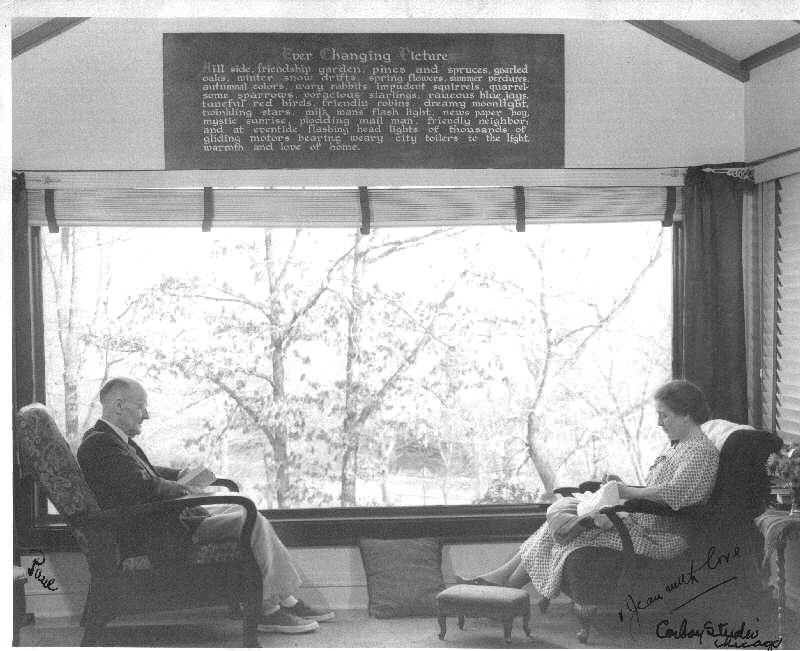 Ever Changing Picture
Hill side, friendship garden, pines and spruces, gnarled
oaks, winter snow drifts, spring flowers, summer verdures,
autumnal colors, wary rabbits, impudent squirrels, quarrel-
some sparrows, voracious starlings, raucous blue jays,
tuneful red birds, friendly robins, dreamy moonlight,
twinkling stars, milk mans flash light, news paper boy,
mystic sunrise, plodding mail man, friendly neighbor;
and at eventide flashing head lights of thousands of
gliding motors bearing weary city toilers to the light,
warmth and love of home.
Paul
Jean with love
Studio
Chicago